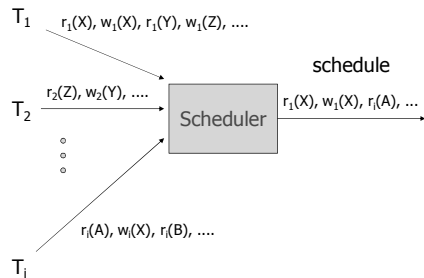 T₁ r₁(X), w₁(X), r₁(Y), w₁(Z), ....
schedule
T₂ r₂(Z), w₂(Y), ....
Scheduler
r₁(X), w₁(X), rᵢ(A), ...
rᵢ(A), wᵢ(X), rᵢ(B), ....
Tᵢ